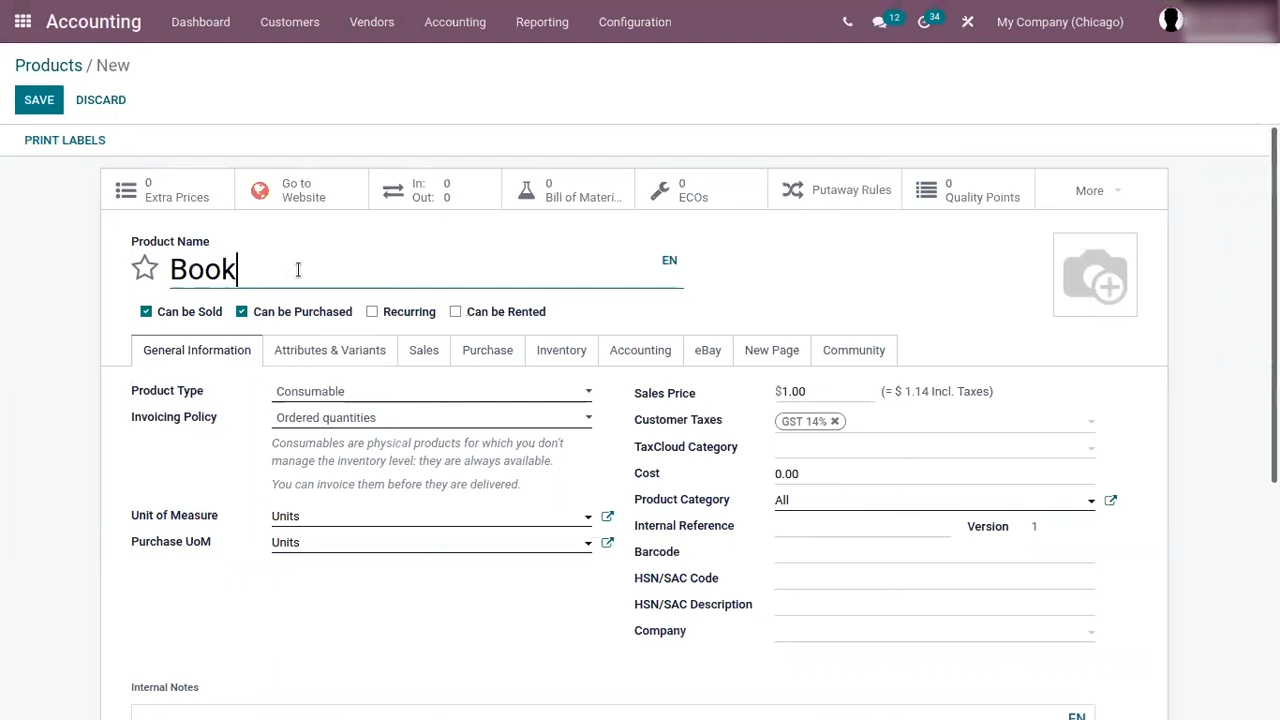 Accounting Dashboard Customers Vendors Accounting Reporting Configuration 12 34 My Company (Chicago)
Products / New
SAVE DISCARD
PRINT LABELS
0 Extra Prices
Go to Website
In: 0
Out: 0
0 Bill of Materi...
0 ECOs
Putaway Rules
0 Quality Points
More
Product Name
Book EN
Can be Sold Can be Purchased Recurring Can be Rented
General Information Attributes & Variants Sales Purchase Inventory Accounting eBay New Page Community
Product Type Consumable
Invoicing Policy Ordered quantities
Consumables are physical products for which you don't
manage the inventory level: they are always available.
You can invoice them before they are delivered.
Unit of Measure Units
Purchase UoM Units
Sales Price $1.00 (= $ 1.14 Incl. Taxes)
Customer Taxes GST 14% ✖
TaxCloud Category
Cost 0.00
Product Category All
Internal Reference Version 1
Barcode
HSN/SAC Code
HSN/SAC Description
Company
Internal Notes
EN